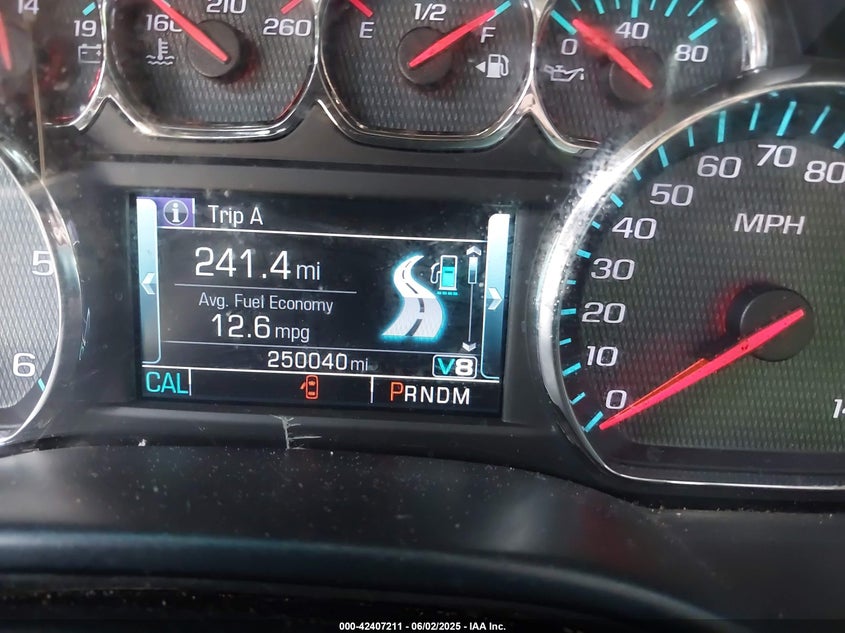 14
19
160
210
260
E
1/2
F
0
40
80
Trip A
241.4 mi
Avg. Fuel Economy
12.6 mpg
250040 mi
V8
CAL
PRNDM
5
6
0
10
20
30
40
50
60
70
80
MPH
14
000-42407211 - 06/02/2025 - IAA Inc.